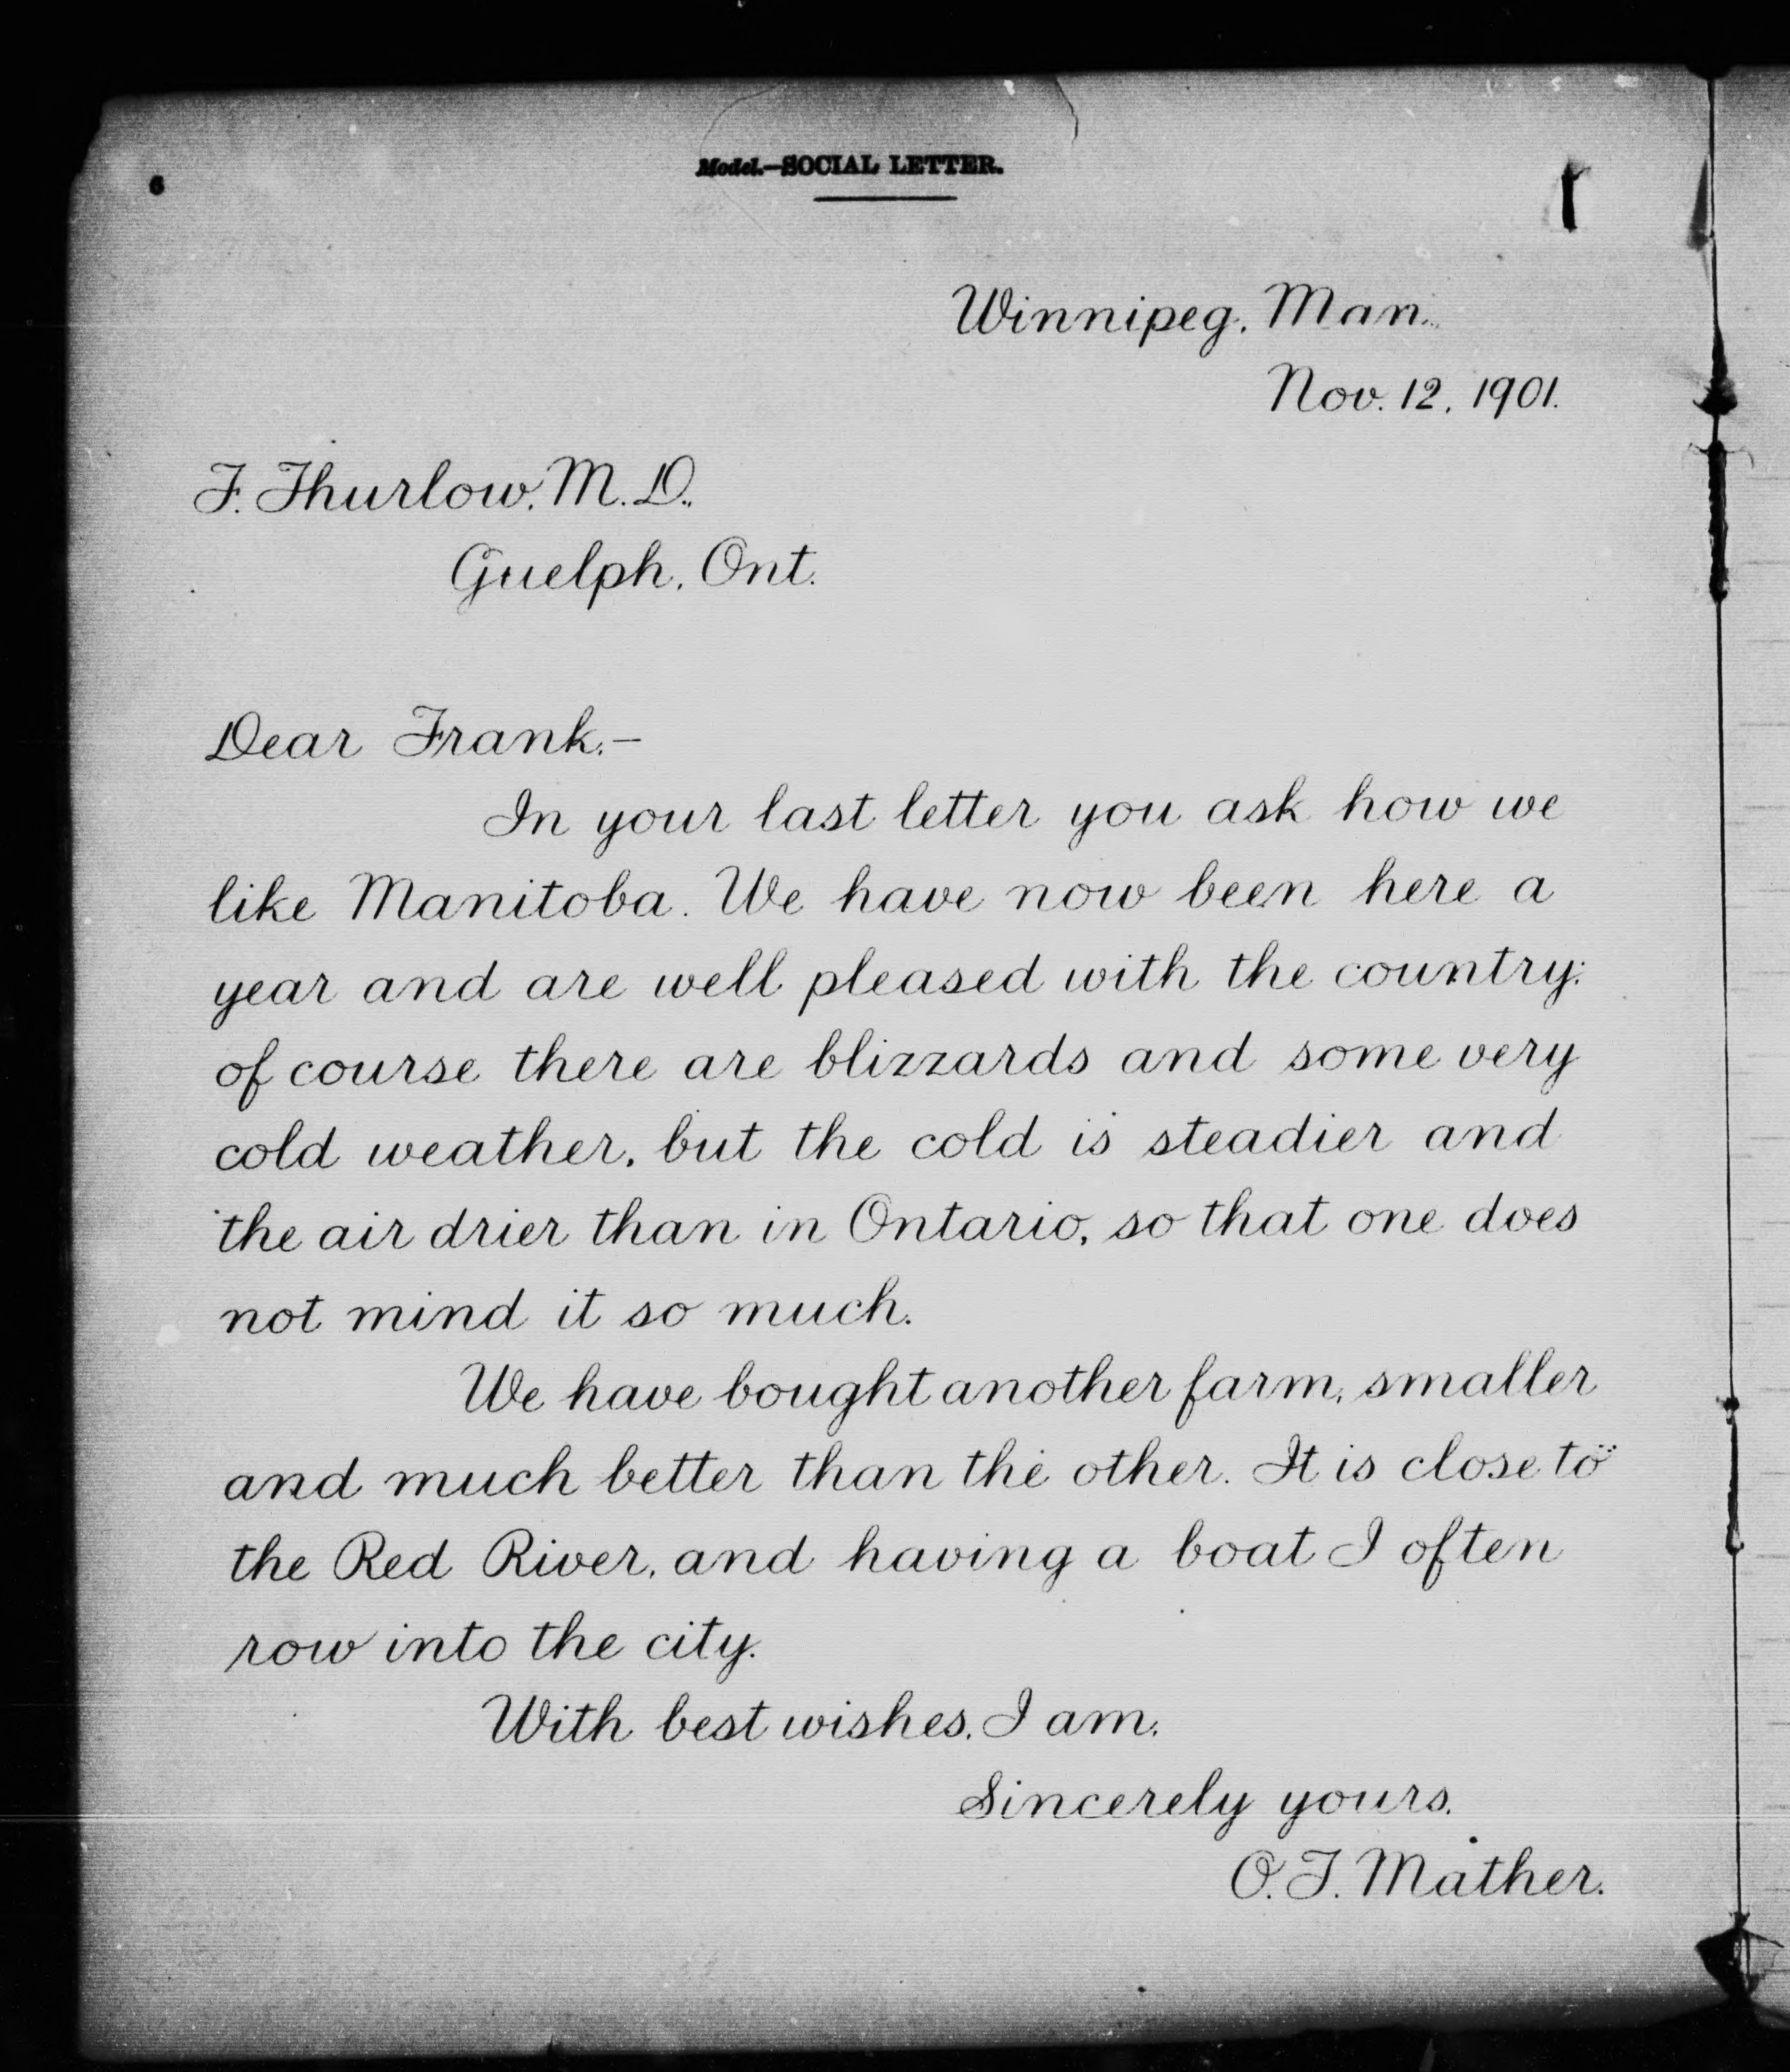 6
Model.—SOCIAL LETTER.
Winnipeg, Man.,
Nov. 12, 1901.
F. Thurlow, M.D.,
Guelph, Ont.
Dear Frank,—
In your last letter you ask how we
like Manitoba. We have now been here a
year and are well pleased with the country;
of course there are blizzards and some very
cold weather, but the cold is steadier and
the air drier than in Ontario, so that one does
not mind it so much.
We have bought another farm, smaller
and much better than the other. It is close to
the Red River, and having a boat I often
row into the city.
With best wishes, I am,
Sincerely yours,
O. T. Mather.